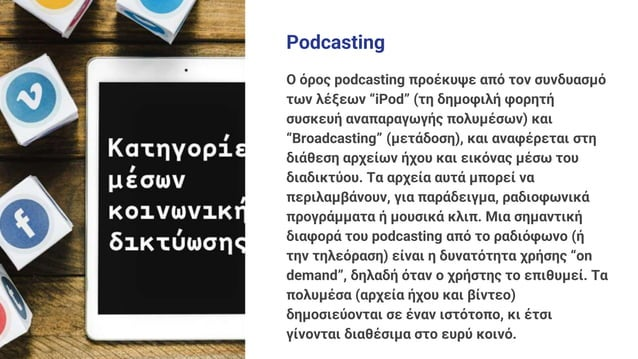 Podcasting
Ο όρος podcasting προέκυψε από τον συνδυασμό
των λέξεων “iPod” (τη δημοφιλή φορητή
συσκευή αναπαραγωγής πολυμέσων) και
“Broadcasting” (μετάδοση), και αναφέρεται στη
διάθεση αρχείων ήχου και εικόνας μέσω του
διαδικτύου. Τα αρχεία αυτά μπορεί να
περιλαμβάνουν, για παράδειγμα, ραδιοφωνικά
προγράμματα ή μουσικά κλιπ. Μια σημαντική
διαφορά του podcasting από το ραδιόφωνο (ή
την τηλεόραση) είναι η δυνατότητα χρήσης “on
demand”, δηλαδή όταν ο χρήστης το επιθυμεί. Τα
πολυμέσα (αρχεία ήχου και βίντεο)
δημοσιεύονται σε έναν ιστότοπο, κι έτσι
γίνονται διαθέσιμα στο ευρύ κοινό.
Κατηγορίε
μέσων
κοινωνική
δικτύωσης